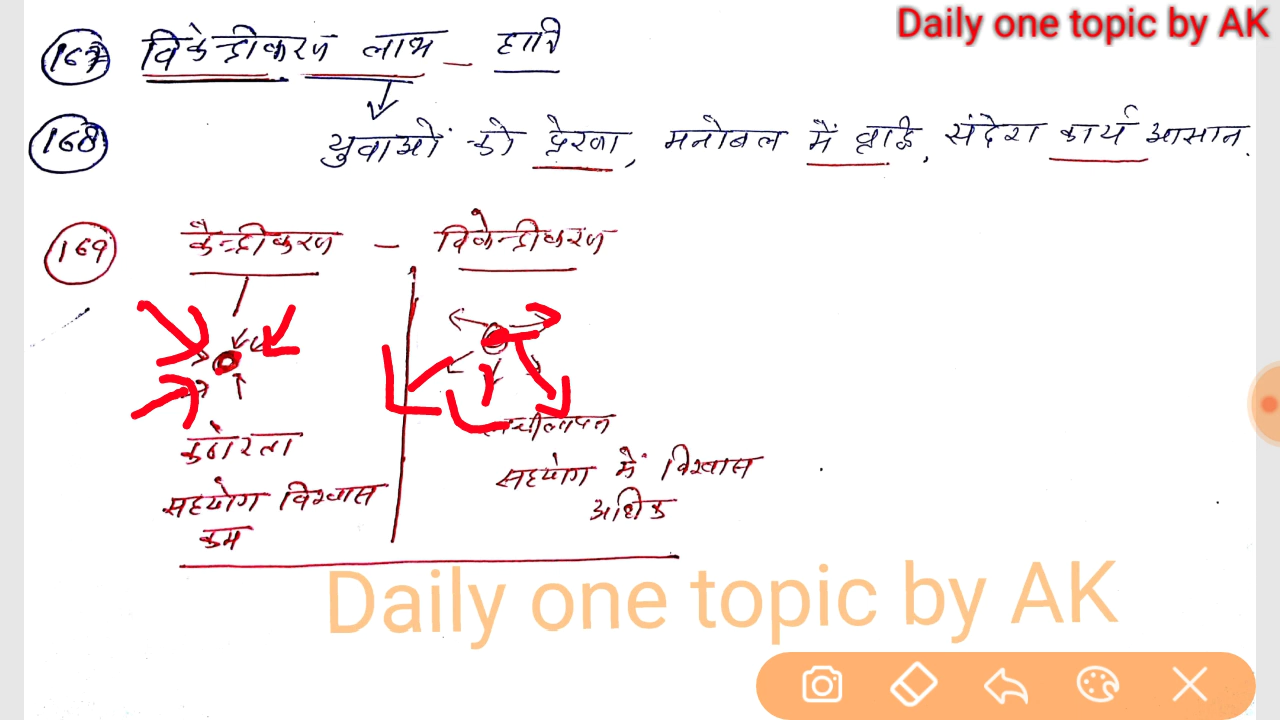 Daily one topic by AK
167 विकेन्द्रीकरण लाभ – हानि
168 युवाओं को प्रेरणा, मनोबल में वृद्धि, संदेश कार्य आसान.
169 केन्द्रीकरण – विकेन्द्रीकरण
कठोरता
लचीलापन
सहयोग विश्वास
कम
सहयोग में विश्वास
अधिक
Daily one topic by AK